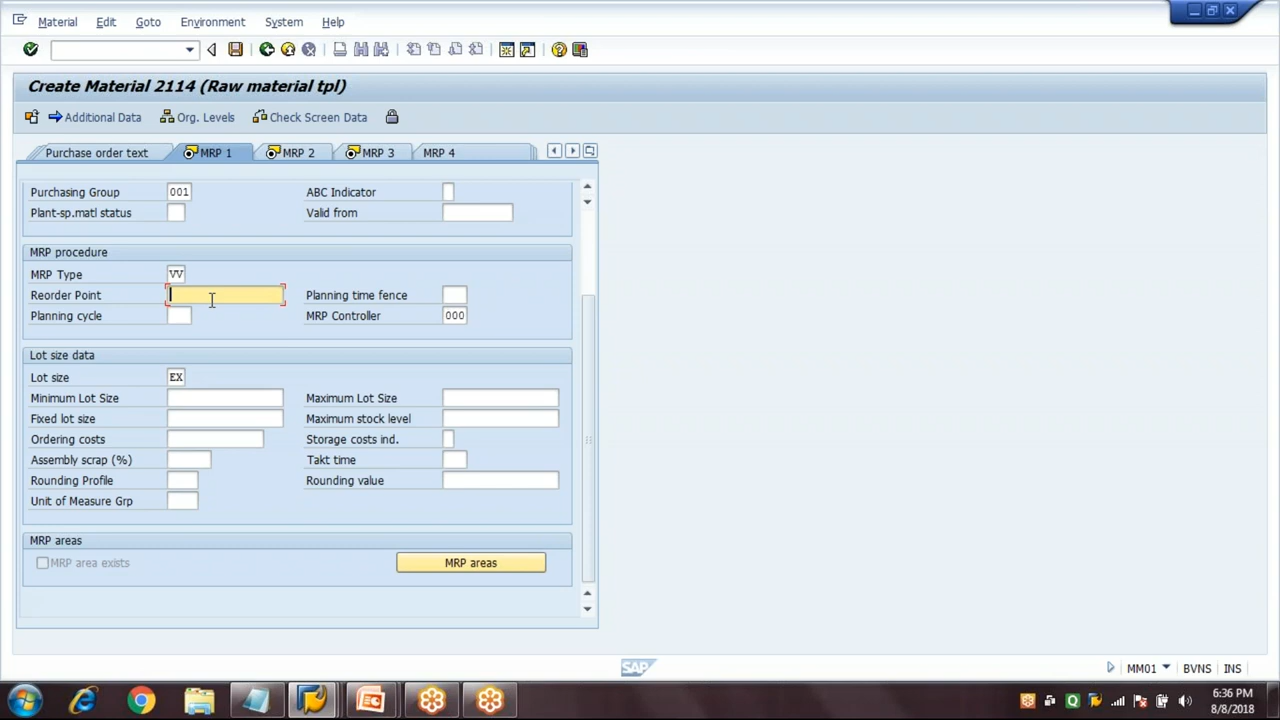 Material Edit Goto Environment System Help
Create Material 2114 (Raw material tpl)
Additional Data Org. Levels Check Screen Data
Purchase order text MRP 1 MRP 2 MRP 3 MRP 4
Purchasing Group 001 ABC Indicator
Plant-sp.matl status Valid from
MRP procedure
MRP Type VV
Reorder Point Planning time fence
Planning cycle MRP Controller 000
Lot size data
Lot size EX
Minimum Lot Size Maximum Lot Size
Fixed lot size Maximum stock level
Ordering costs Storage costs ind.
Assembly scrap (%) Takt time
Rounding Profile Rounding value
Unit of Measure Grp
MRP areas
MRP area exists MRP areas
SAP MM01 BVNS INS
6:36 PM
8/8/2018